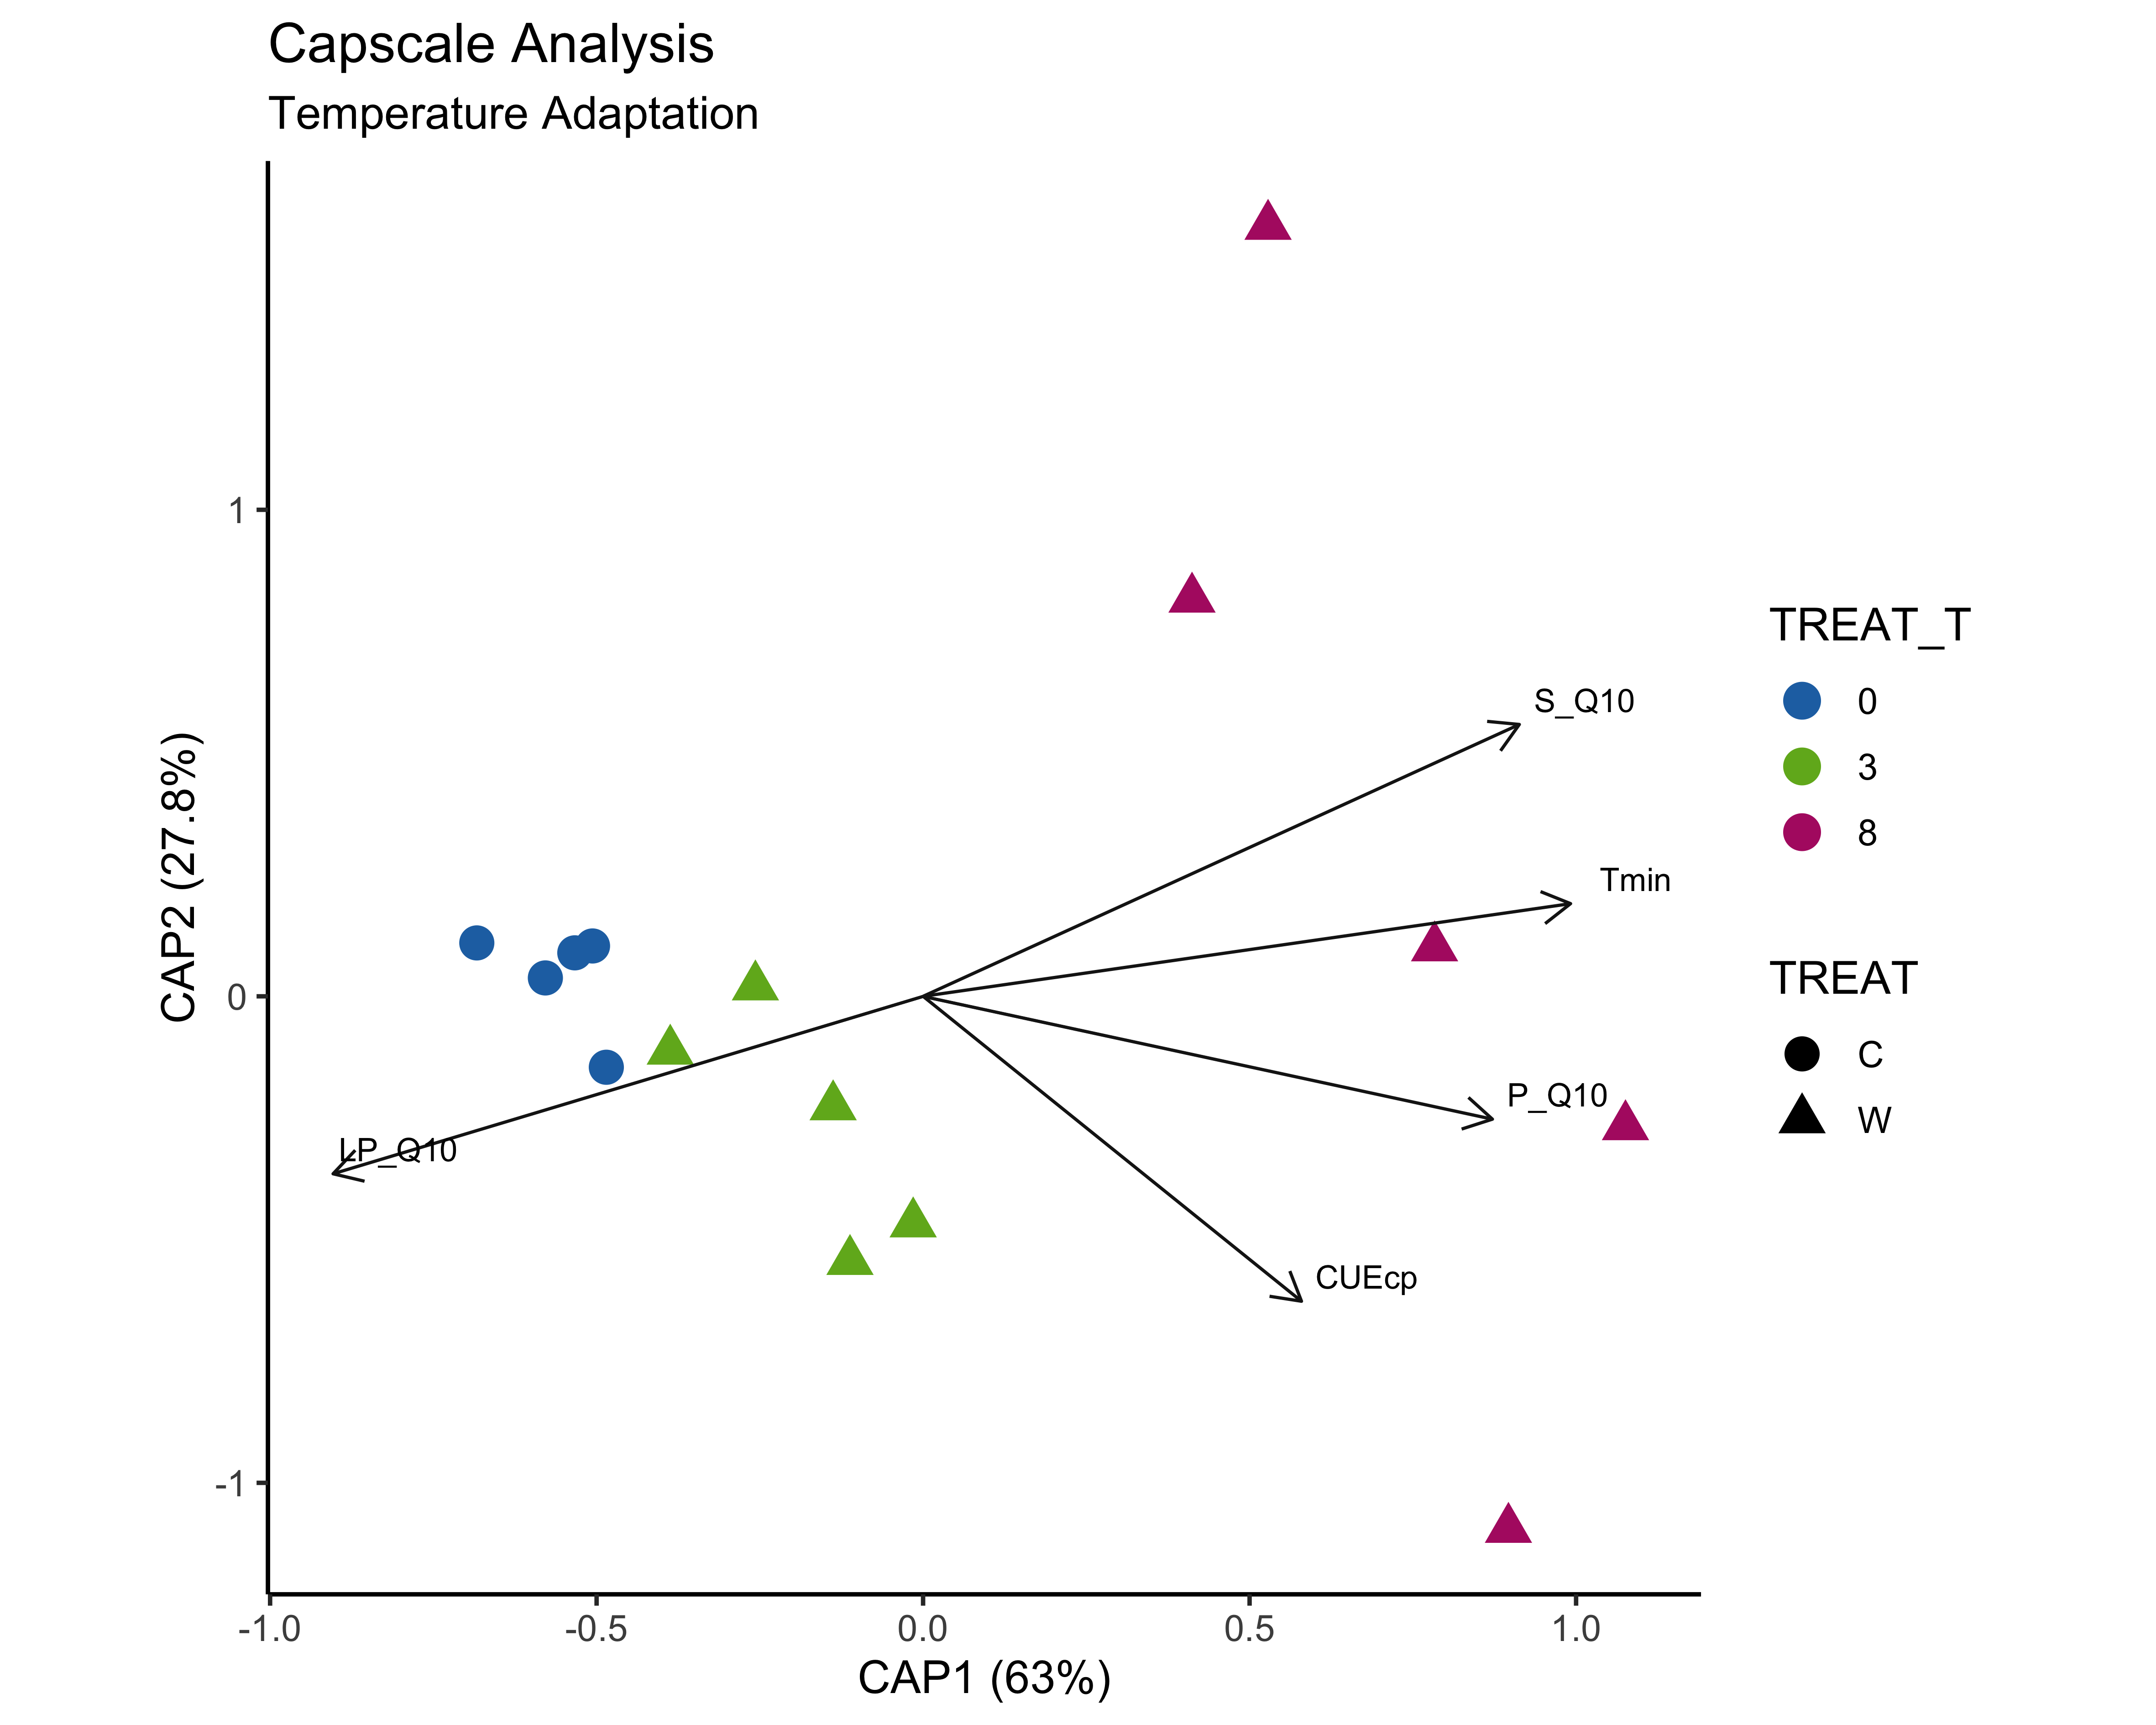 Capscale Analysis
Temperature Adaptation
CAP2 (27.8%)
1
0
-1
S_Q10
Tmin
P_Q10
LP_Q10
CUEcp
-1.0
-0.5
0.0
0.5
1.0
CAP1 (63%)
TREAT_T
0
3
8
TREAT
C
W